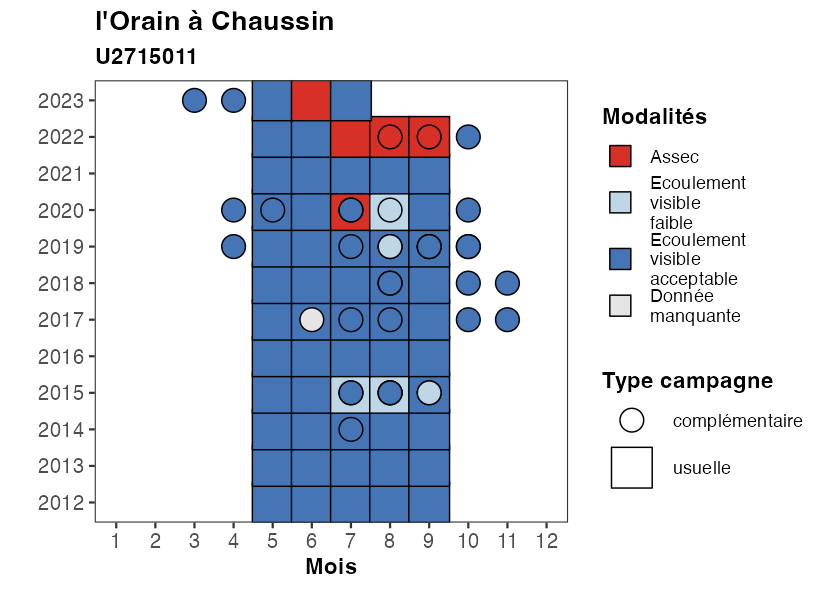 l'Orain à Chaussin
U2715011
2023
2022
2021
2020
2019
2018
2017
2016
2015
2014
2013
2012
1 2 3 4 5 6 7 8 9 10 11 12
Mois
Modalités
Assec
Ecoulement
visible
faible
Ecoulement
visible
acceptable
Donnée
manquante
Type campagne
complémentaire
usuelle